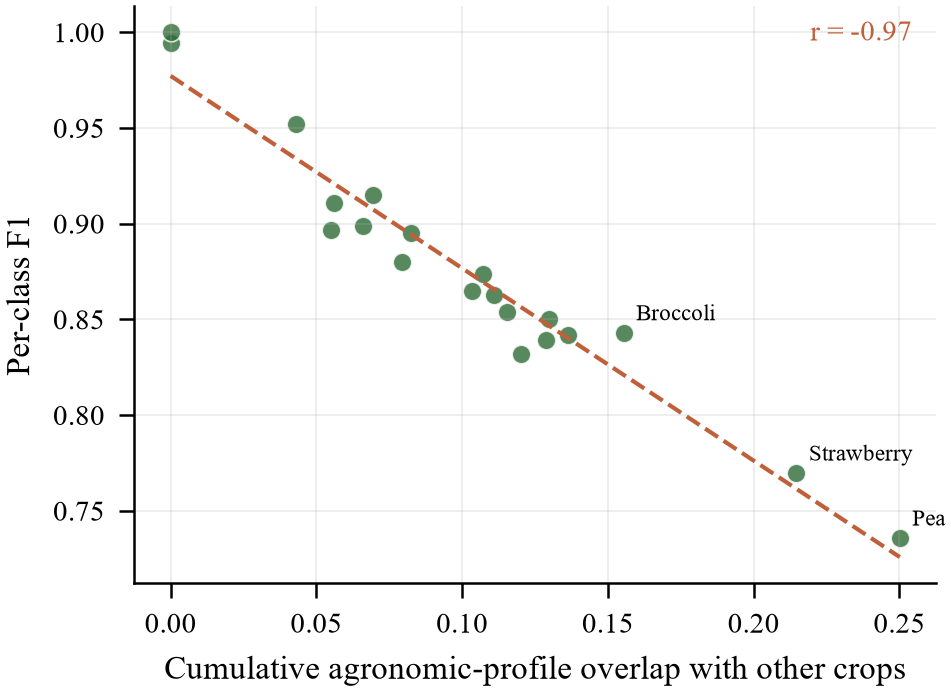 1.00
r = -0.97
0.95
0.90
0.85
0.80
0.75
Per-class F1
Broccoli
Strawberry
Pea
0.00 0.05 0.10 0.15 0.20 0.25
Cumulative agronomic-profile overlap with other crops